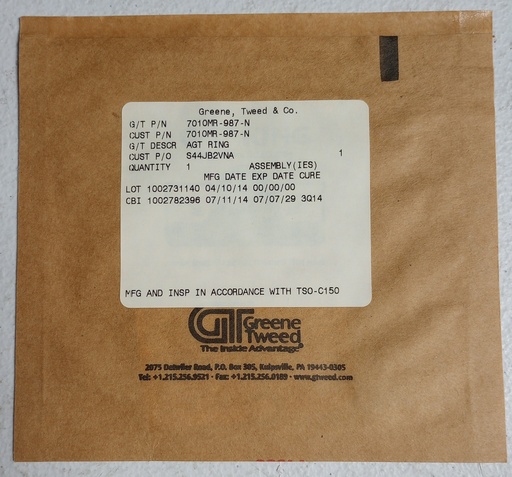 Greene, Tweed & Co.
G/T P/N 7010MR-987-N
CUST P/N 7010MR-987-N
G/T DESCR AGT RING
CUST P/O S44JB2VNA 1
QUANTITY 1 ASSEMBLY(IES)
MFG DATE EXP DATE CURE
LOT 1002731140 04/10/14 00/00/00
CBI 1002782396 07/11/14 07/07/29 3Q14
MFG AND INSP IN ACCORDANCE WITH TSO-C150
GT Greene
Tweed®
The Inside Advantage®
2075 Detwiler Road, P.O. Box 305, Kulpsville, PA 19443-0305
Tel: +1.215.256.9521 · Fax: +1.215.256.0189 · www.gtweed.com